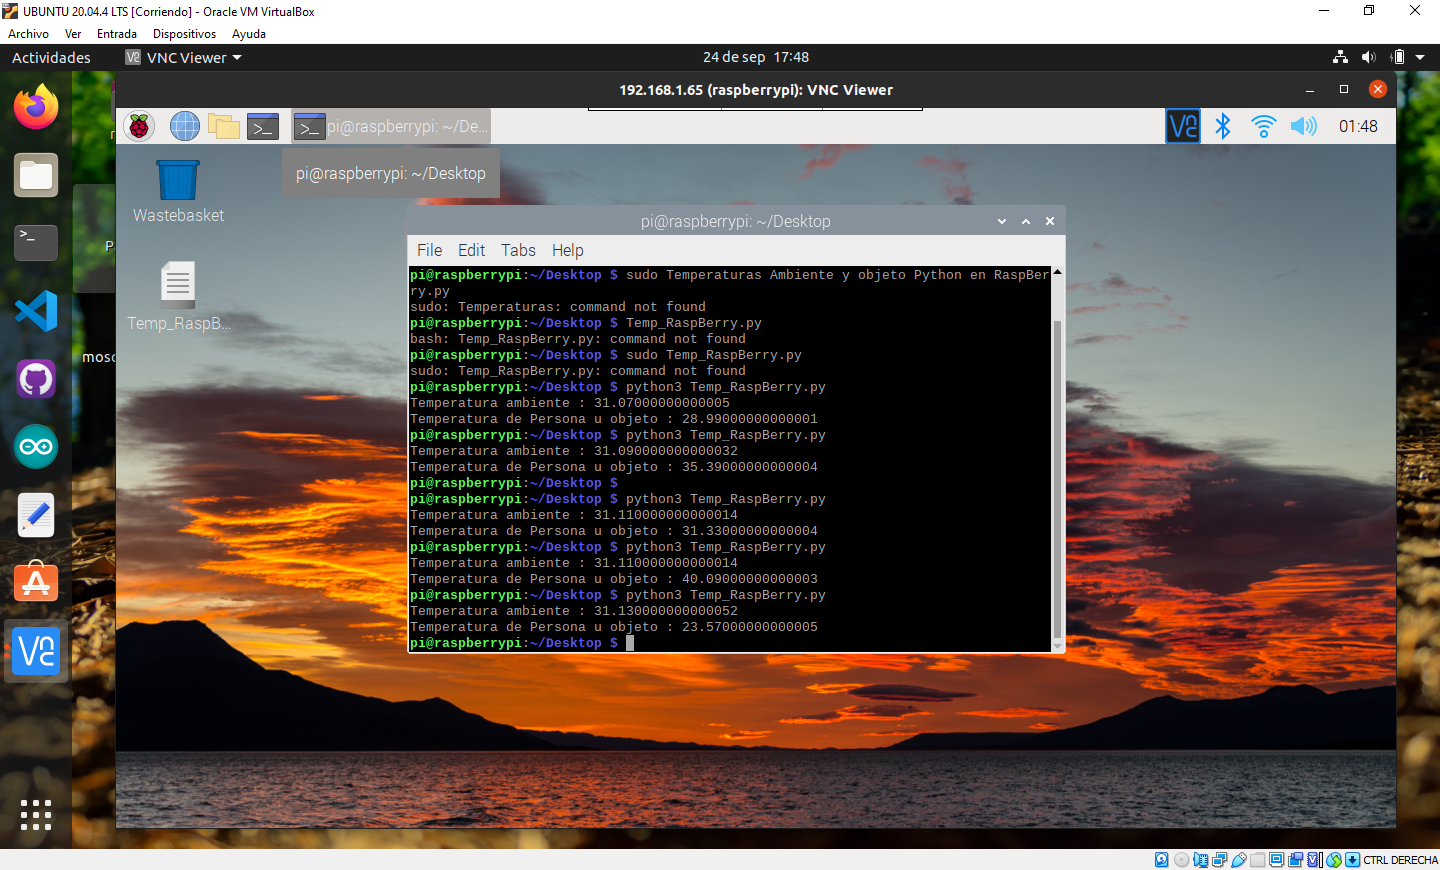 UBUNTU 20.04.4 LTS [Corriendo] - Oracle VM VirtualBox
Archivo Ver Entrada Dispositivos Ayuda
Actividades VNC Viewer 24 de sep 17:48
192.168.1.65 (raspberrypi): VNC Viewer
pi@raspberrypi: ~/De... 01:48
pi@raspberrypi: ~/Desktop
Wastebasket
Temp_RaspB...
P
mosq
pi@raspberrypi: ~/Desktop
File Edit Tabs Help
pi@raspberrypi:~/Desktop $ sudo Temperaturas Ambiente y objeto Python en RaspBer
ry.py
sudo: Temperaturas: command not found
pi@raspberrypi:~/Desktop $ Temp_RaspBerry.py
bash: Temp_RaspBerry.py: command not found
pi@raspberrypi:~/Desktop $ sudo Temp_RaspBerry.py
sudo: Temp_RaspBerry.py: command not found
pi@raspberrypi:~/Desktop $ python3 Temp_RaspBerry.py
Temperatura ambiente : 31.07000000000005
Temperatura de Persona u objeto : 28.99000000000001
pi@raspberrypi:~/Desktop $ python3 Temp_RaspBerry.py
Temperatura ambiente : 31.090000000000032
Temperatura de Persona u objeto : 35.39000000000004
pi@raspberrypi:~/Desktop $
pi@raspberrypi:~/Desktop $ python3 Temp_RaspBerry.py
Temperatura ambiente : 31.110000000000014
Temperatura de Persona u objeto : 31.33000000000004
pi@raspberrypi:~/Desktop $ python3 Temp_RaspBerry.py
Temperatura ambiente : 31.110000000000014
Temperatura de Persona u objeto : 40.09000000000003
pi@raspberrypi:~/Desktop $ python3 Temp_RaspBerry.py
Temperatura ambiente : 31.130000000000052
Temperatura de Persona u objeto : 23.57000000000005
pi@raspberrypi:~/Desktop $
CTRL DERECHA